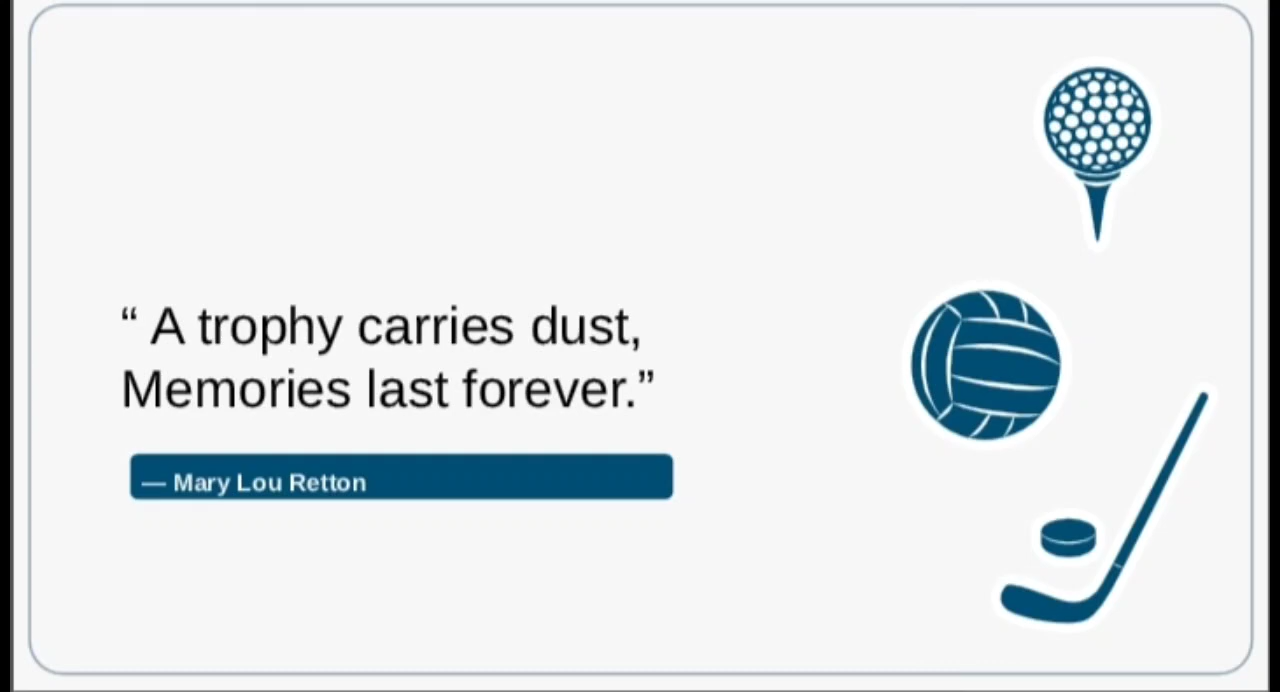 “ A trophy carries dust,
Memories last forever.”
— Mary Lou Retton